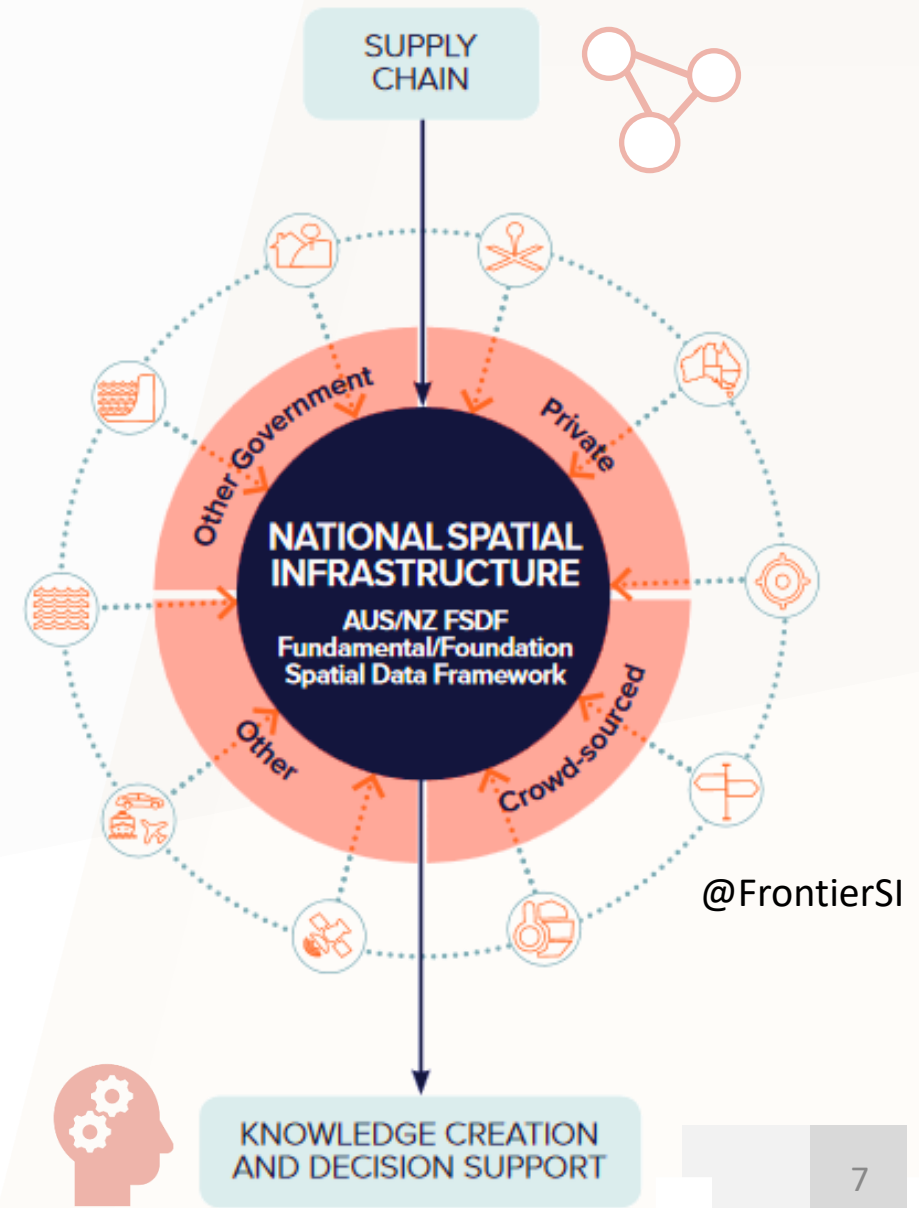 SUPPLY
CHAIN
Other Government
Private
NATIONAL SPATIAL
INFRASTRUCTURE
AUS/NZ FSDF
Fundamental/Foundation
Spatial Data Framework
Other
Crowd-sourced
@FrontierSI
KNOWLEDGE CREATION
AND DECISION SUPPORT
7